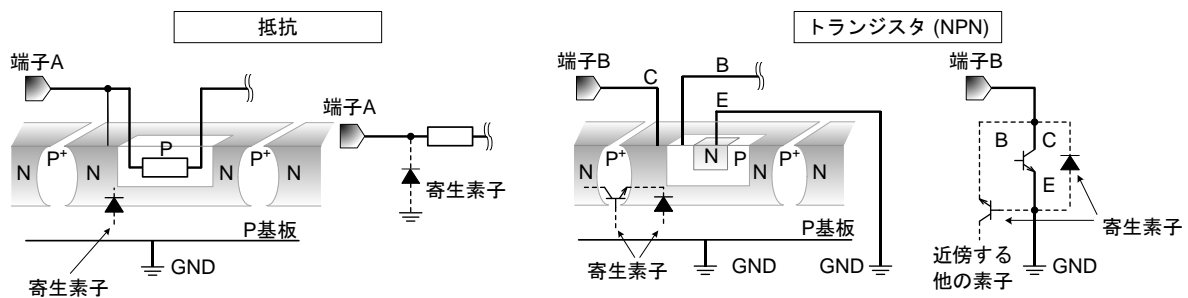 抵抗
端子A
P
N
P+
N
N
P+
N
P基板
寄生素子
GND
端子A
寄生素子
トランジスタ (NPN)
端子B
C
B
E
N
P+
N
N
P
N
P+
N
P基板
寄生素子
GND
GND
端子B
B
C
E
寄生素子
近傍する
他の素子
GND